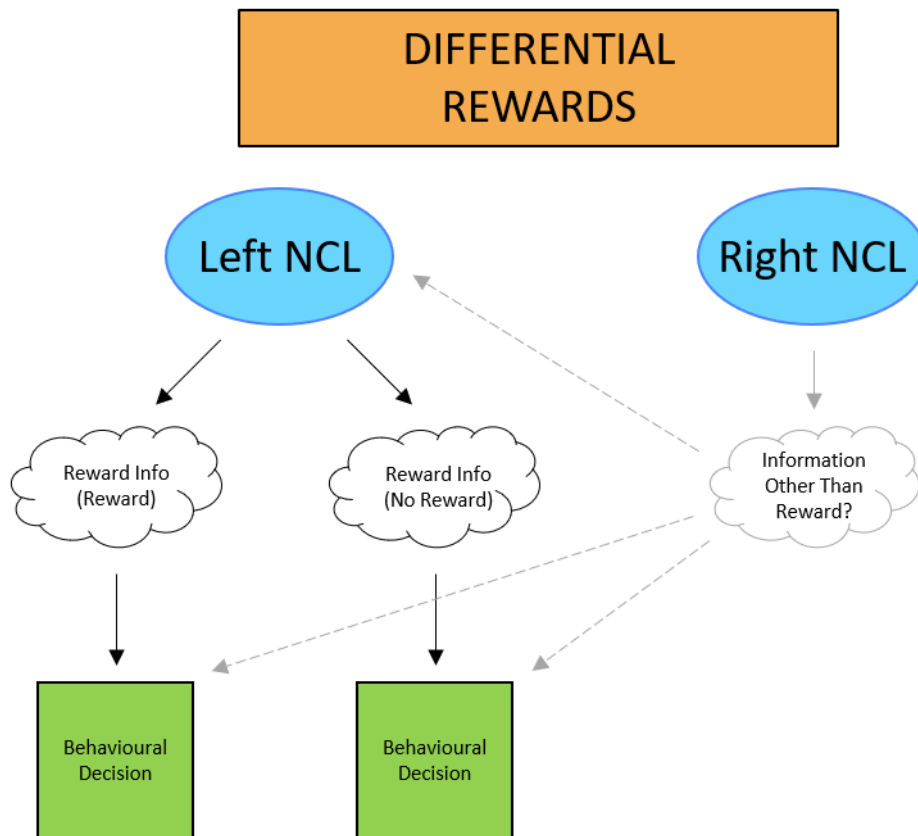 DIFFERENTIAL
REWARDS
Left NCL
Right NCL
Reward Info
(Reward)
Reward Info
(No Reward)
Information
Other Than
Reward?
Behavioural
Decision
Behavioural
Decision